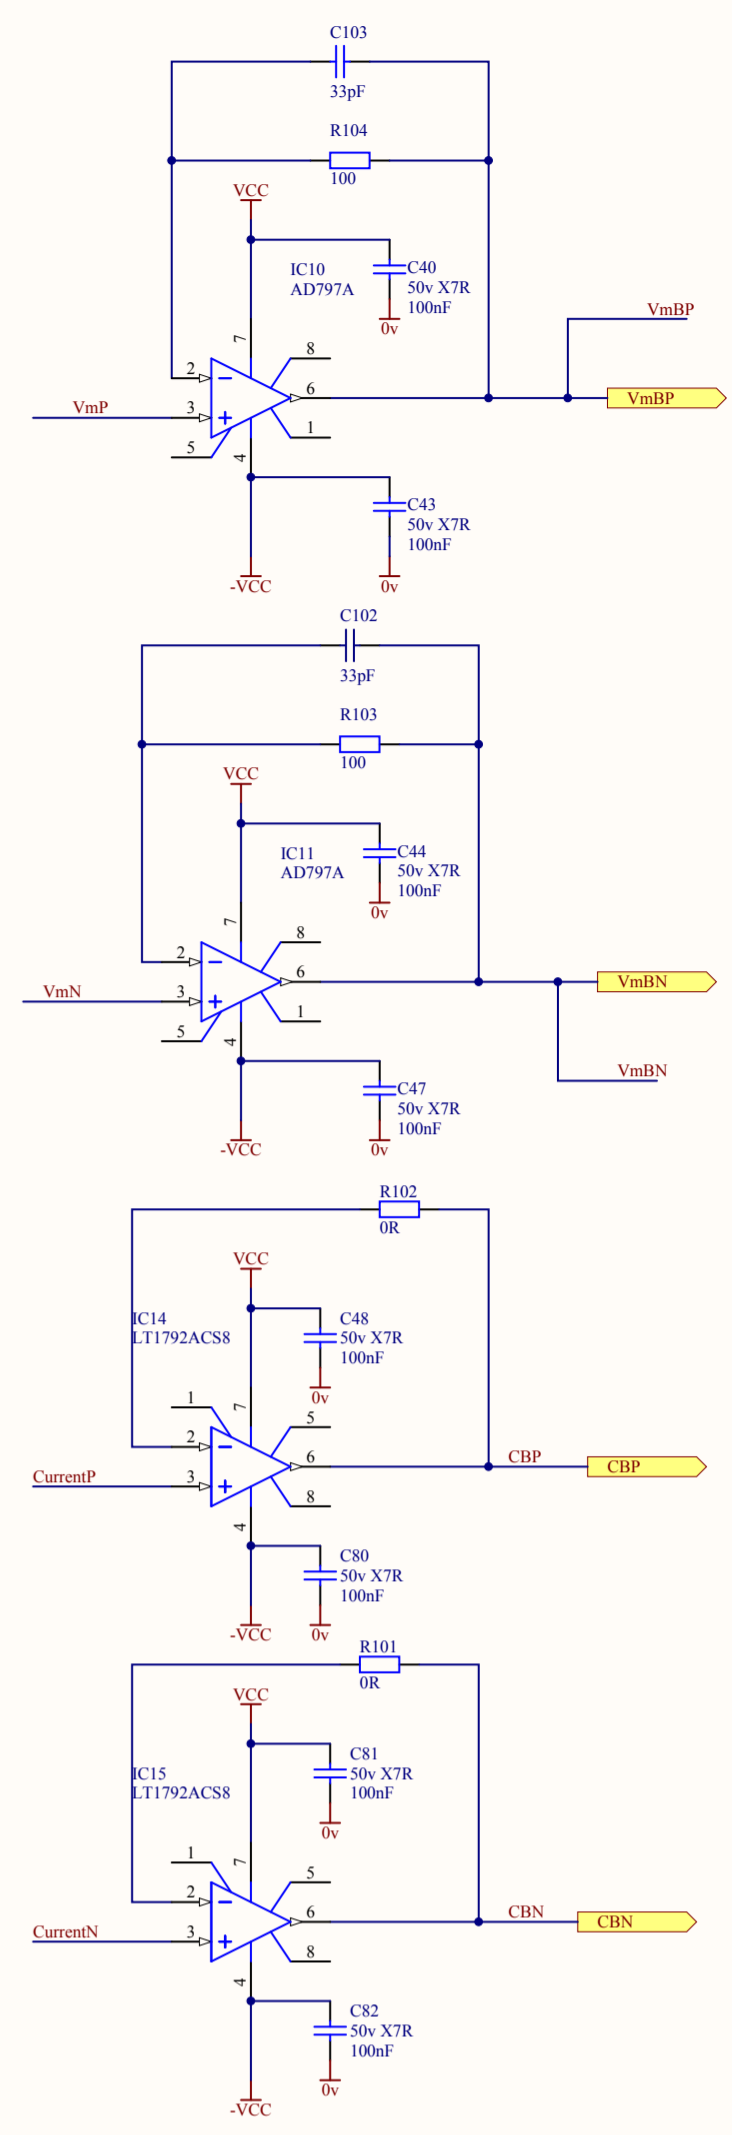 C103
33pF
R104
100
VCC
IC10
AD797A
C40
50v X7R
100nF
0v
7
8
2
6
VmBP
VmBP
VmP
3
1
5
4
C43
50v X7R
100nF
-VCC
0v
C102
33pF
R103
100
VCC
IC11
AD797A
C44
50v X7R
100nF
0v
7
8
2
6
VmBN
VmN
3
1
5
4
VmBN
C47
50v X7R
100nF
-VCC
0v
R102
0R
VCC
IC14
LT1792ACS8
C48
50v X7R
100nF
0v
1
7
5
2
6
CBP
CBP
CurrentP
3
8
4
C80
50v X7R
100nF
-VCC
0v
R101
0R
VCC
IC15
LT1792ACS8
C81
50v X7R
100nF
0v
1
7
5
2
6
CBN
CBN
CurrentN
3
8
4
C82
50v X7R
100nF
0v
-VCC